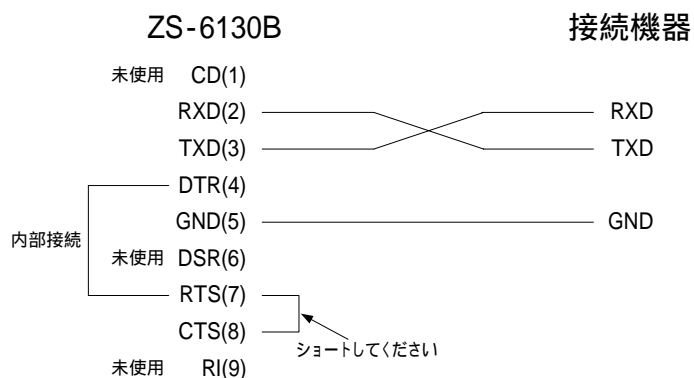 ZS-6130B 接続機器
未使用 CD(1)
RXD(2) RXD
TXD(3) TXD
DTR(4)
GND(5) GND
内部接続
未使用 DSR(6)
RTS(7)
CTS(8)
ショートしてください
未使用 RI(9)